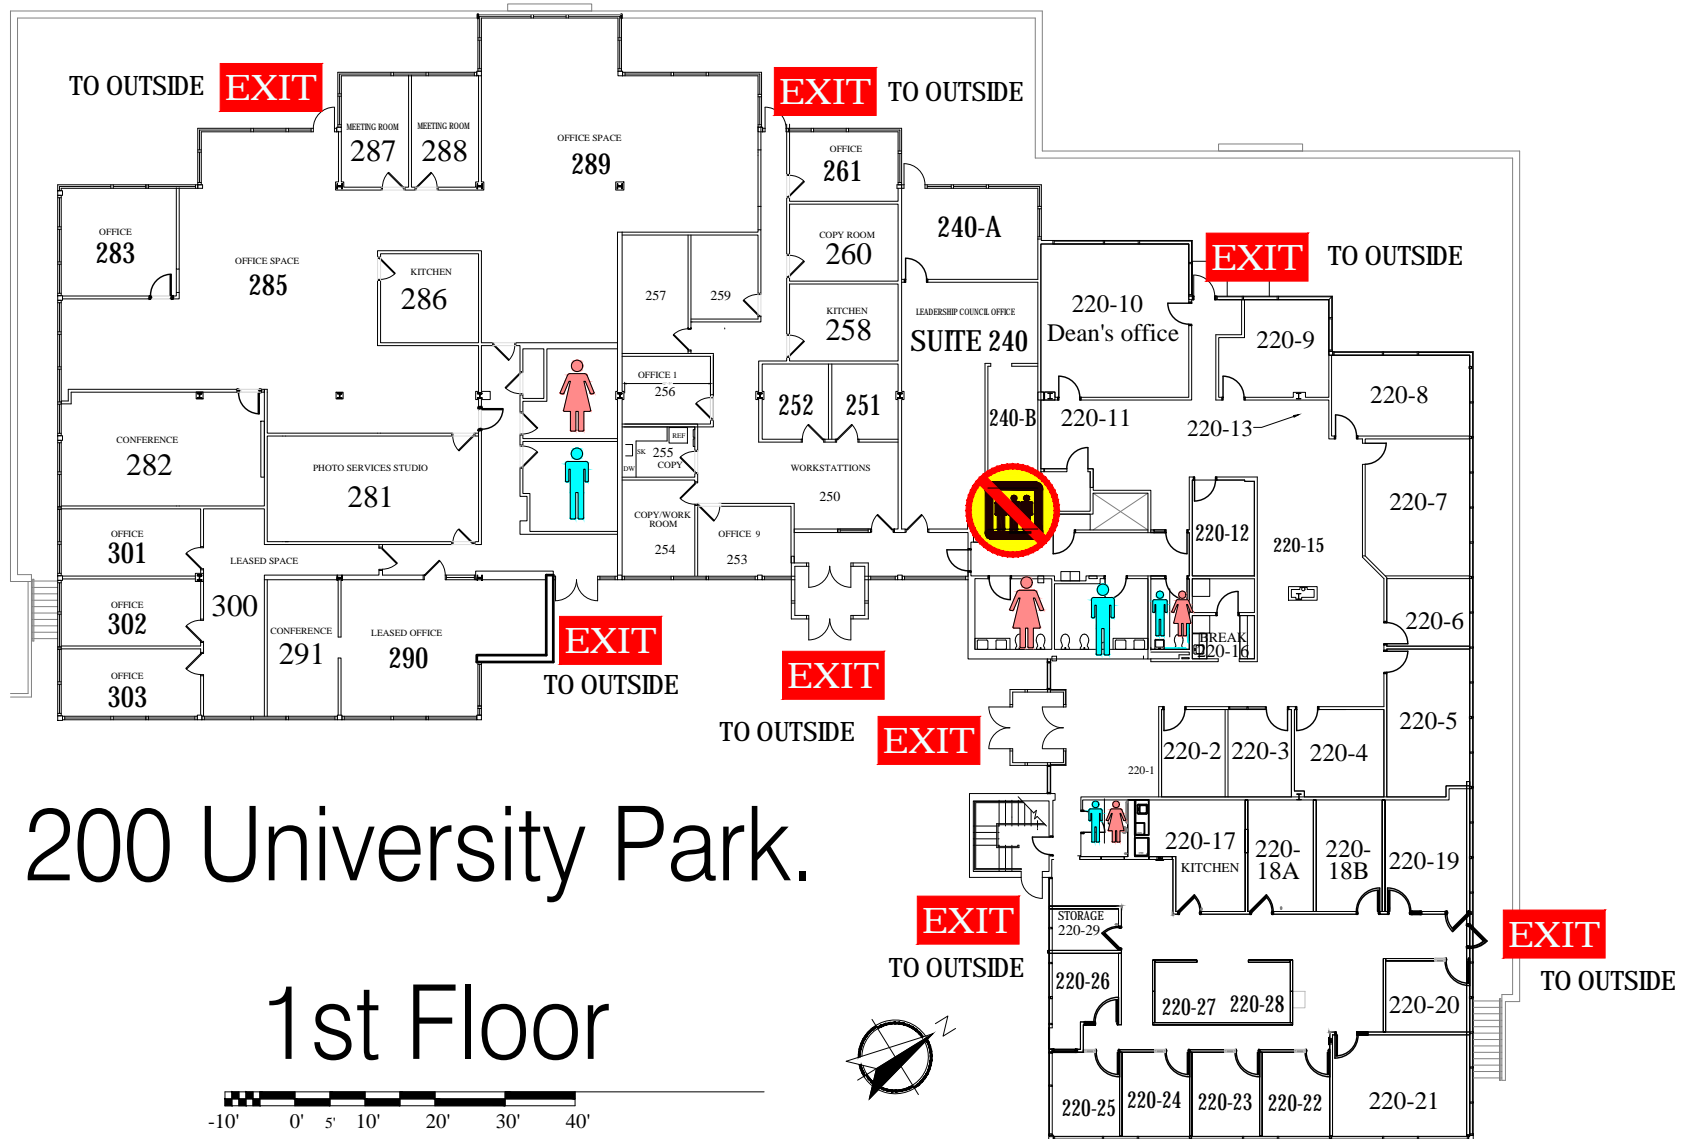 TO OUTSIDE
EXIT
EXIT
TO OUTSIDE
MEETING ROOM
287
MEETING ROOM
288
OFFICE SPACE
289
OFFICE
261
OFFICE
283
OFFICE SPACE
285
KITCHEN
286
257
259
COPY ROOM
260
240-A
EXIT
TO OUTSIDE
KITCHEN
258
LEADERSHIP COUNCIL OFFICE
SUITE 240
220-10
Dean's office
220-9
220-8
OFFICE 1
256
252
251
240-B
220-11
220-13
CONFERENCE
282
PHOTO SERVICES STUDIO
281
REF
SK
255
DW
COPY
WORKSTATTIONS
250
220-7
COPY/WORK
ROOM
254
OFFICE 9
253
220-12
220-15
OFFICE
301
LEASED SPACE
300
OFFICE
302
OFFICE
303
CONFERENCE
291
LEASED OFFICE
290
EXIT
TO OUTSIDE
EXIT
TO OUTSIDE
EXIT
BREAK
220-16
220-6
220-5
220-2
220-3
220-4
220-1
200 University Park.
220-17
KITCHEN
220-
18A
220-
18B
220-19
EXIT
TO OUTSIDE
STORAGE
220-29
EXIT
TO OUTSIDE
220-26
220-27
220-28
220-20
1st Floor
N
220-25
220-24
220-23
220-22
220-21
-10'
0'
5'
10'
20'
30'
40'